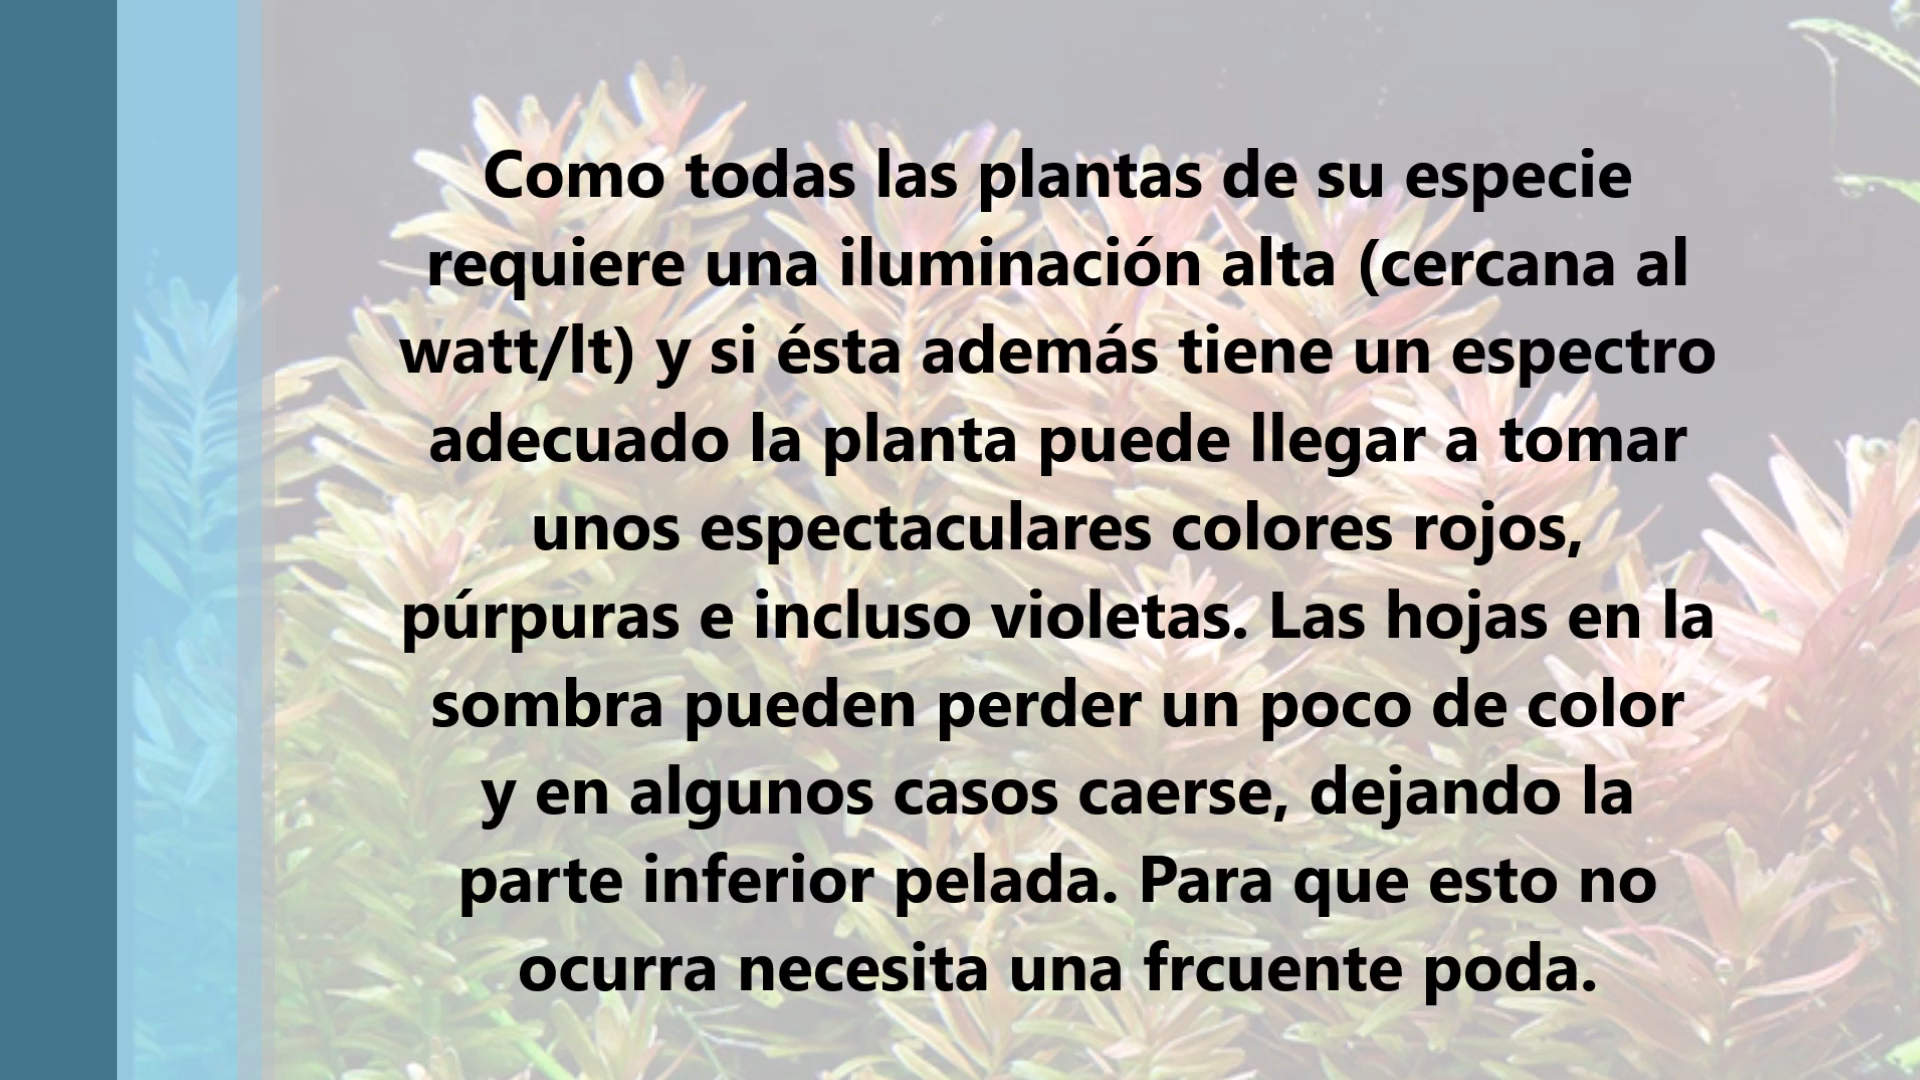 Como todas las plantas de su especie
requiere una iluminación alta (cercana al
watt/lt) y si ésta además tiene un espectro
adecuado la planta puede llegar a tomar
unos espectaculares colores rojos,
púrpuras e incluso violetas. Las hojas en la
sombra pueden perder un poco de color
y en algunos casos caerse, dejando la
parte inferior pelada. Para que esto no
ocurra necesita una frcuente poda.